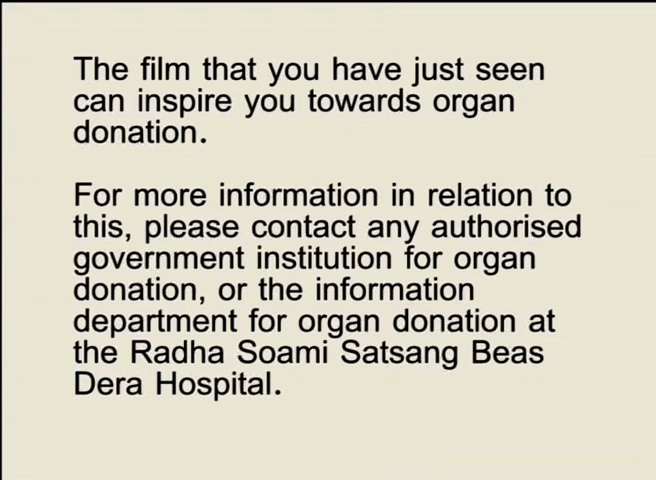 The film that you have just seen
can inspire you towards organ
donation.
For more information in relation to
this, please contact any authorised
government institution for organ
donation, or the information
department for organ donation at
the Radha Soami Satsang Beas
Dera Hospital.